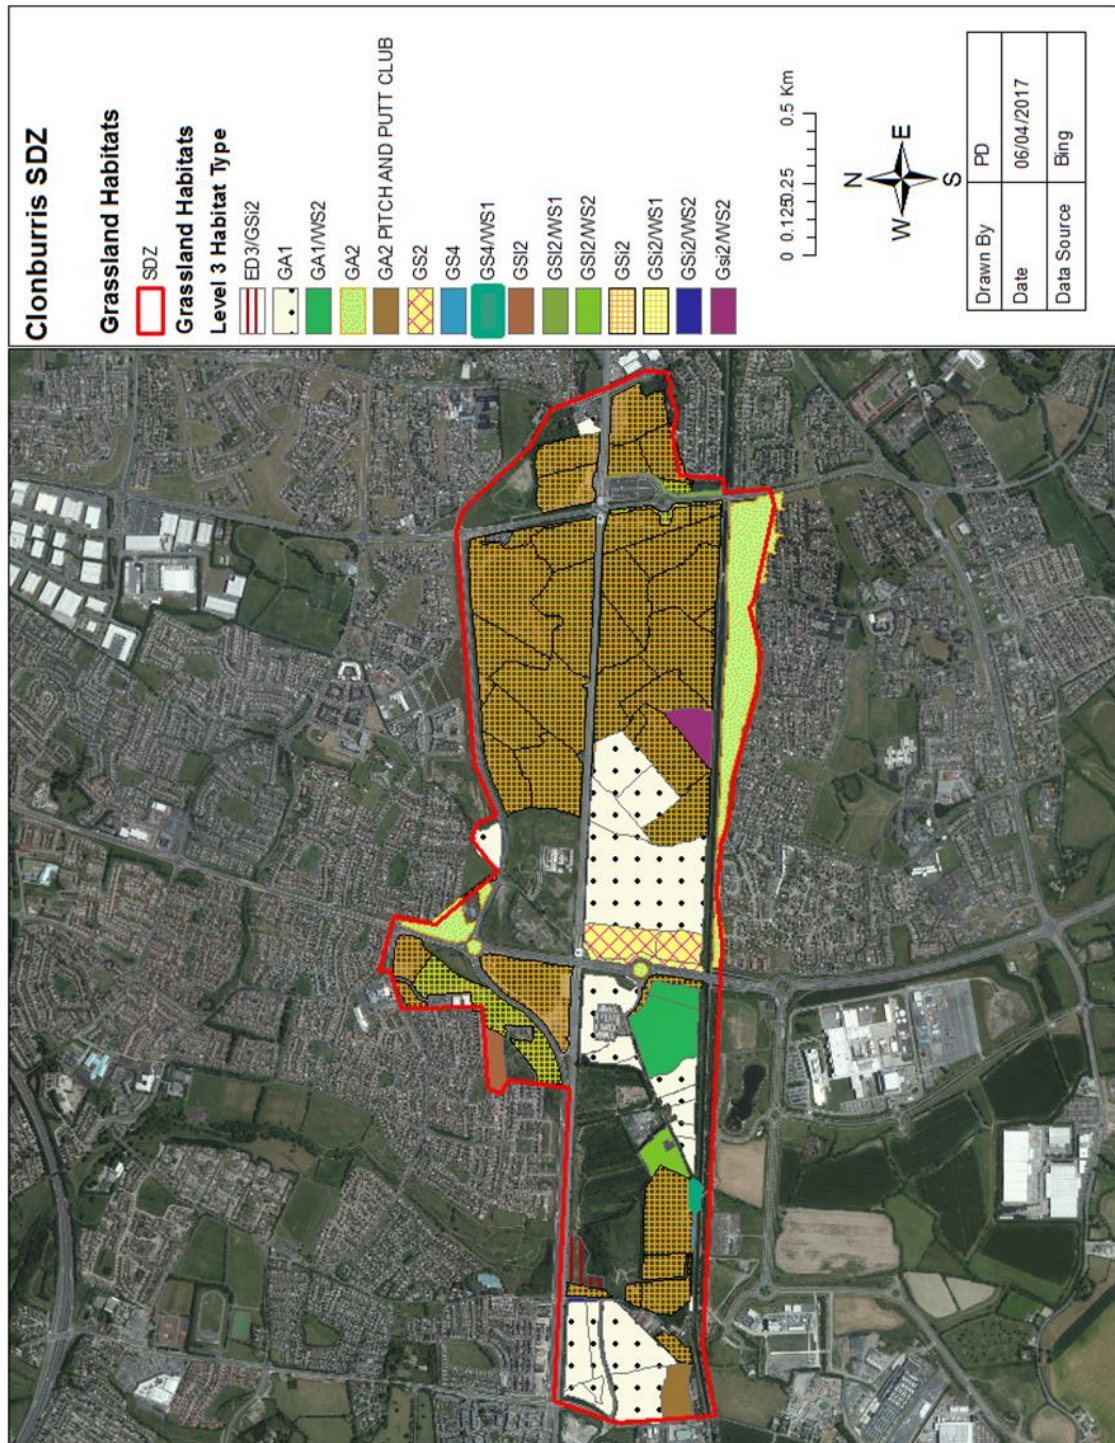 Clonburris SDZ
Grassland Habitats
SDZ
Grassland Habitats
Level 3 Habitat Type
ED3/GSi2
GA1
GA1/WS2
GA2
GA2 PITCH AND PUTT CLUB
GS2
GS4
GS4/WS1
GSI2
GSI2/WS1
GSI2/WS2
GSi2
GSi2/WS1
GSi2/WS2
Gsi2/WS2
0 0.125 0.25 0.5 Km
N
W E
S
Drawn By PD
Date 06/04/2017
Data Source Bing